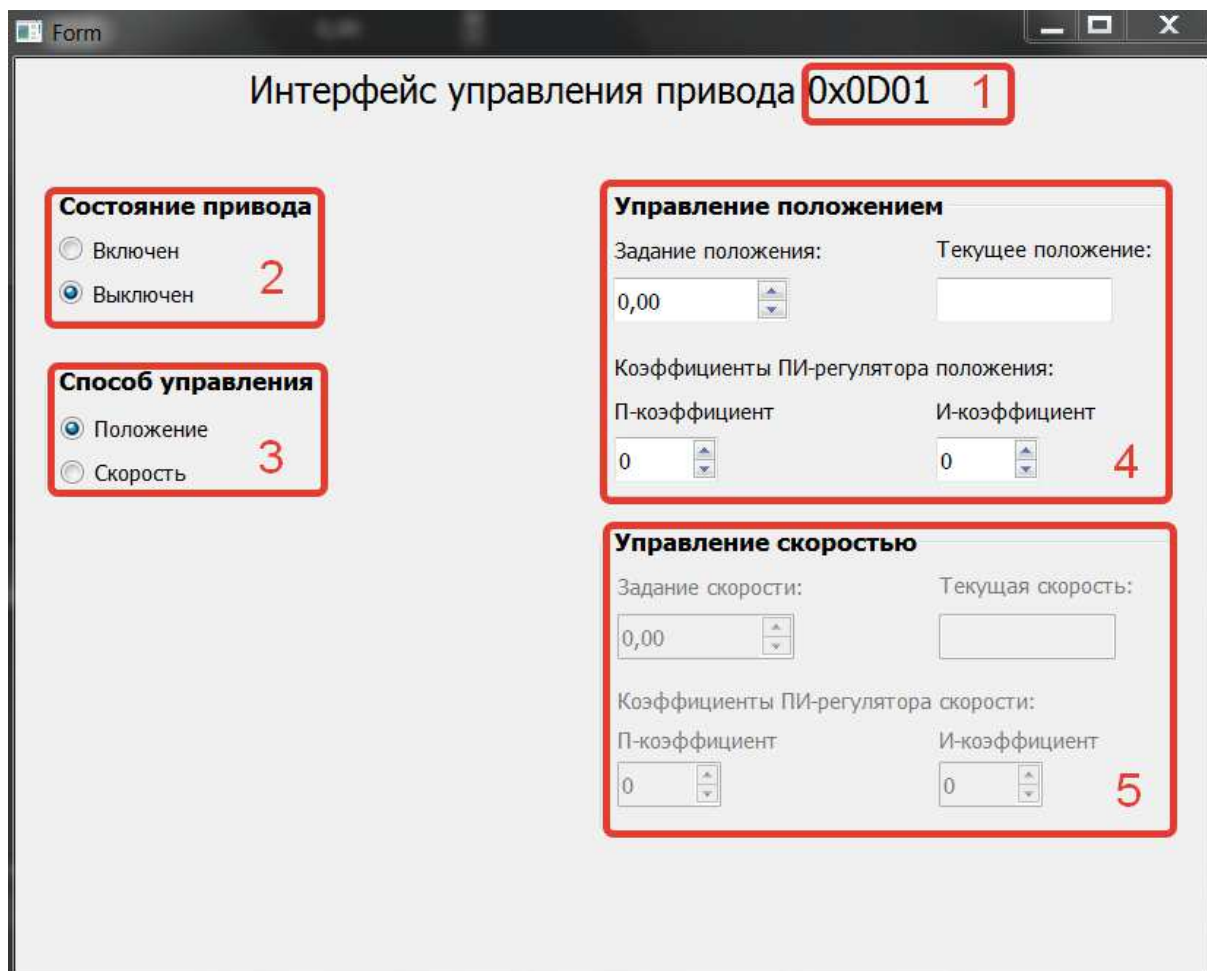 Form
Интерфейс управления привода 0x0D01 1
Состояние привода
Включен
Выключен
2
Способ управления
Положение
Скорость
3
Управление положением
Задание положения: Текущее положение:
0,00
Коэффициенты ПИ-регулятора положения:
П-коэффициент И-коэффициент
0 0
4
Управление скоростью
Задание скорости: Текущая скорость:
0,00
Коэффициенты ПИ-регулятора скорости:
П-коэффициент И-коэффициент
0 0
5